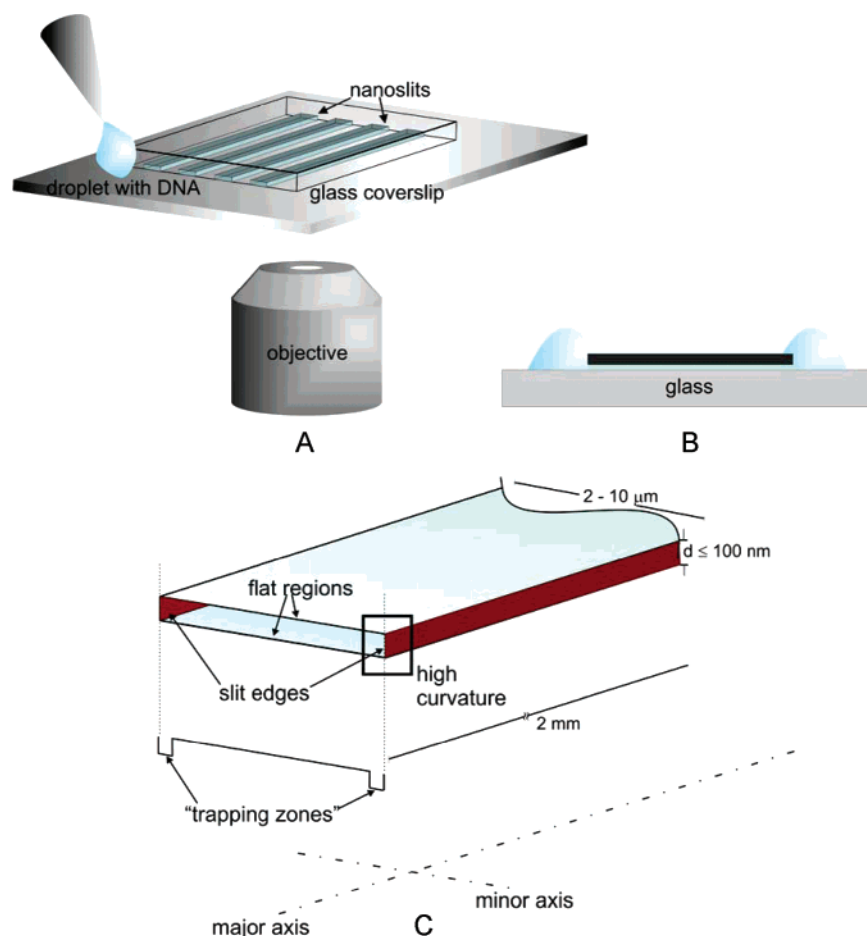 nanoslits
droplet with DNA
glass coverslip
objective
glass
A
B
2 - 10 μm
d ≤ 100 nm
flat regions
slit edges
high
curvature
≈ 2 mm
“trapping zones”
minor axis
major axis
C